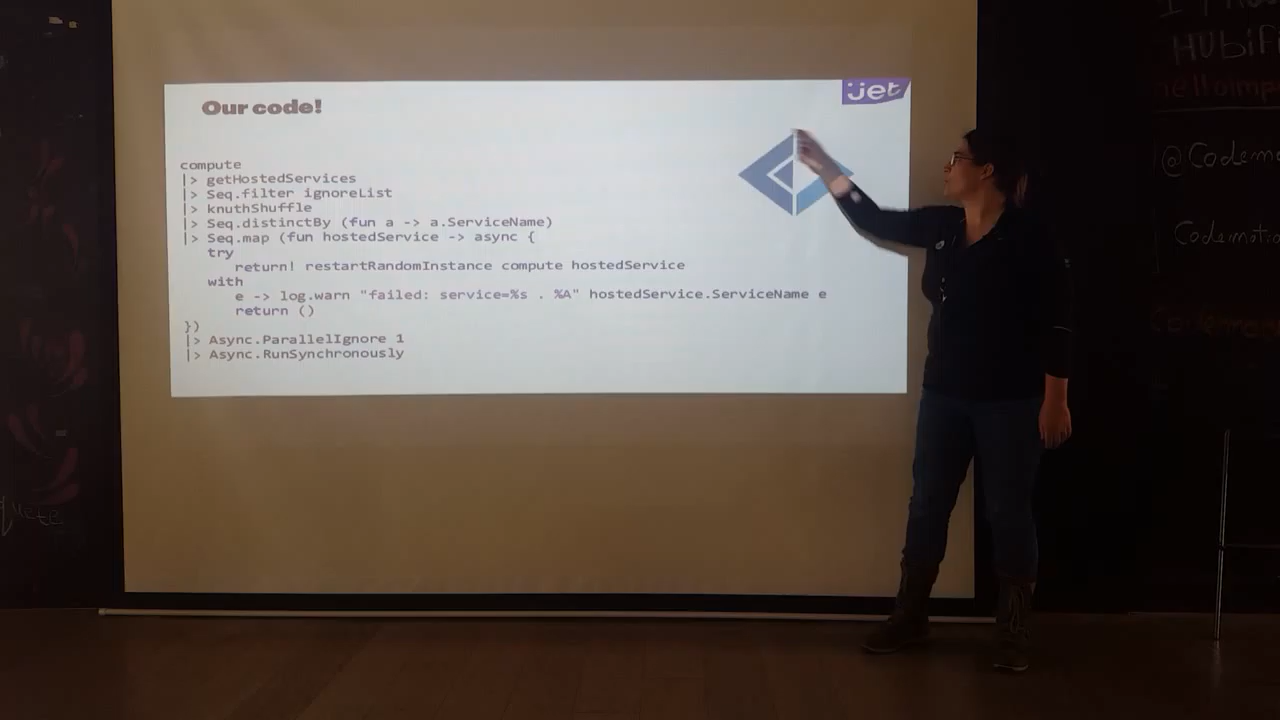 Our code!
jet
compute
|> getHostedServices
|> Seq.filter ignoreList
|> knuthShuffle
|> Seq.distinctBy (fun a -> a.ServiceName)
|> Seq.map (fun hostedService -> async {
try
return! restartRandomInstance compute hostedService
with
e -> log.warn "failed: service=%s . %A" hostedService.ServiceName e
return ()
})
|> Async.ParallelIgnore 1
|> Async.RunSynchronously